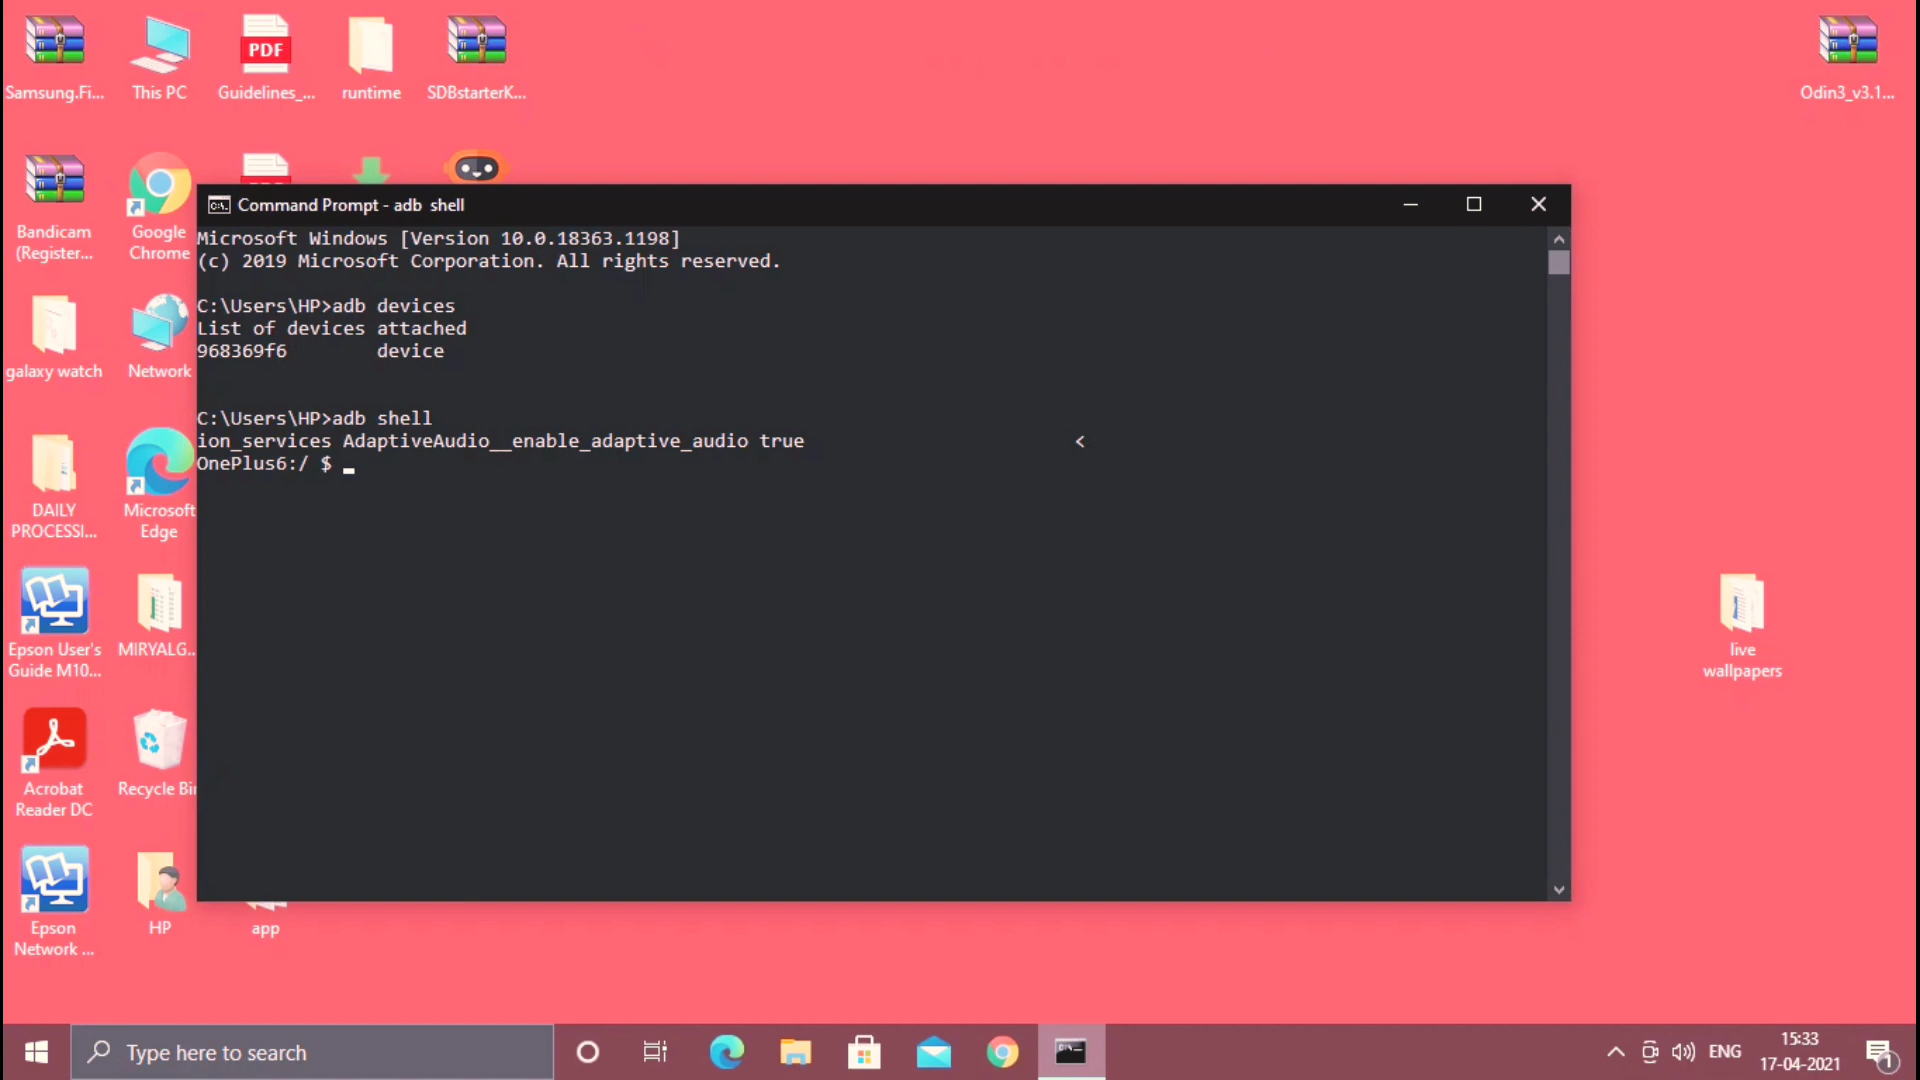 Samsung.Fi...
This PC
PDF
Guidelines_...
runtime
SDBstarterK...
Odin3_v3.1...
Bandicam
(Register...
Google
Chrome
Command Prompt - adb  shell
Microsoft Windows [Version 10.0.18363.1198]
(c) 2019 Microsoft Corporation. All rights reserved.
C:\Users\HP>adb devices
List of devices attached
968369f6        device
C:\Users\HP>adb shell
ion_services AdaptiveAudio__enable_adaptive_audio true                        <
OnePlus6:/ $
galaxy watch
Network
DAILY
PROCESSI...
Microsoft
Edge
Epson User's
Guide M10...
MIRYALG...
live
wallpapers
Acrobat
Reader DC
Recycle Bin
Epson
Network ...
HP
app
Type here to search
ENG
15:33
17-04-2021
1